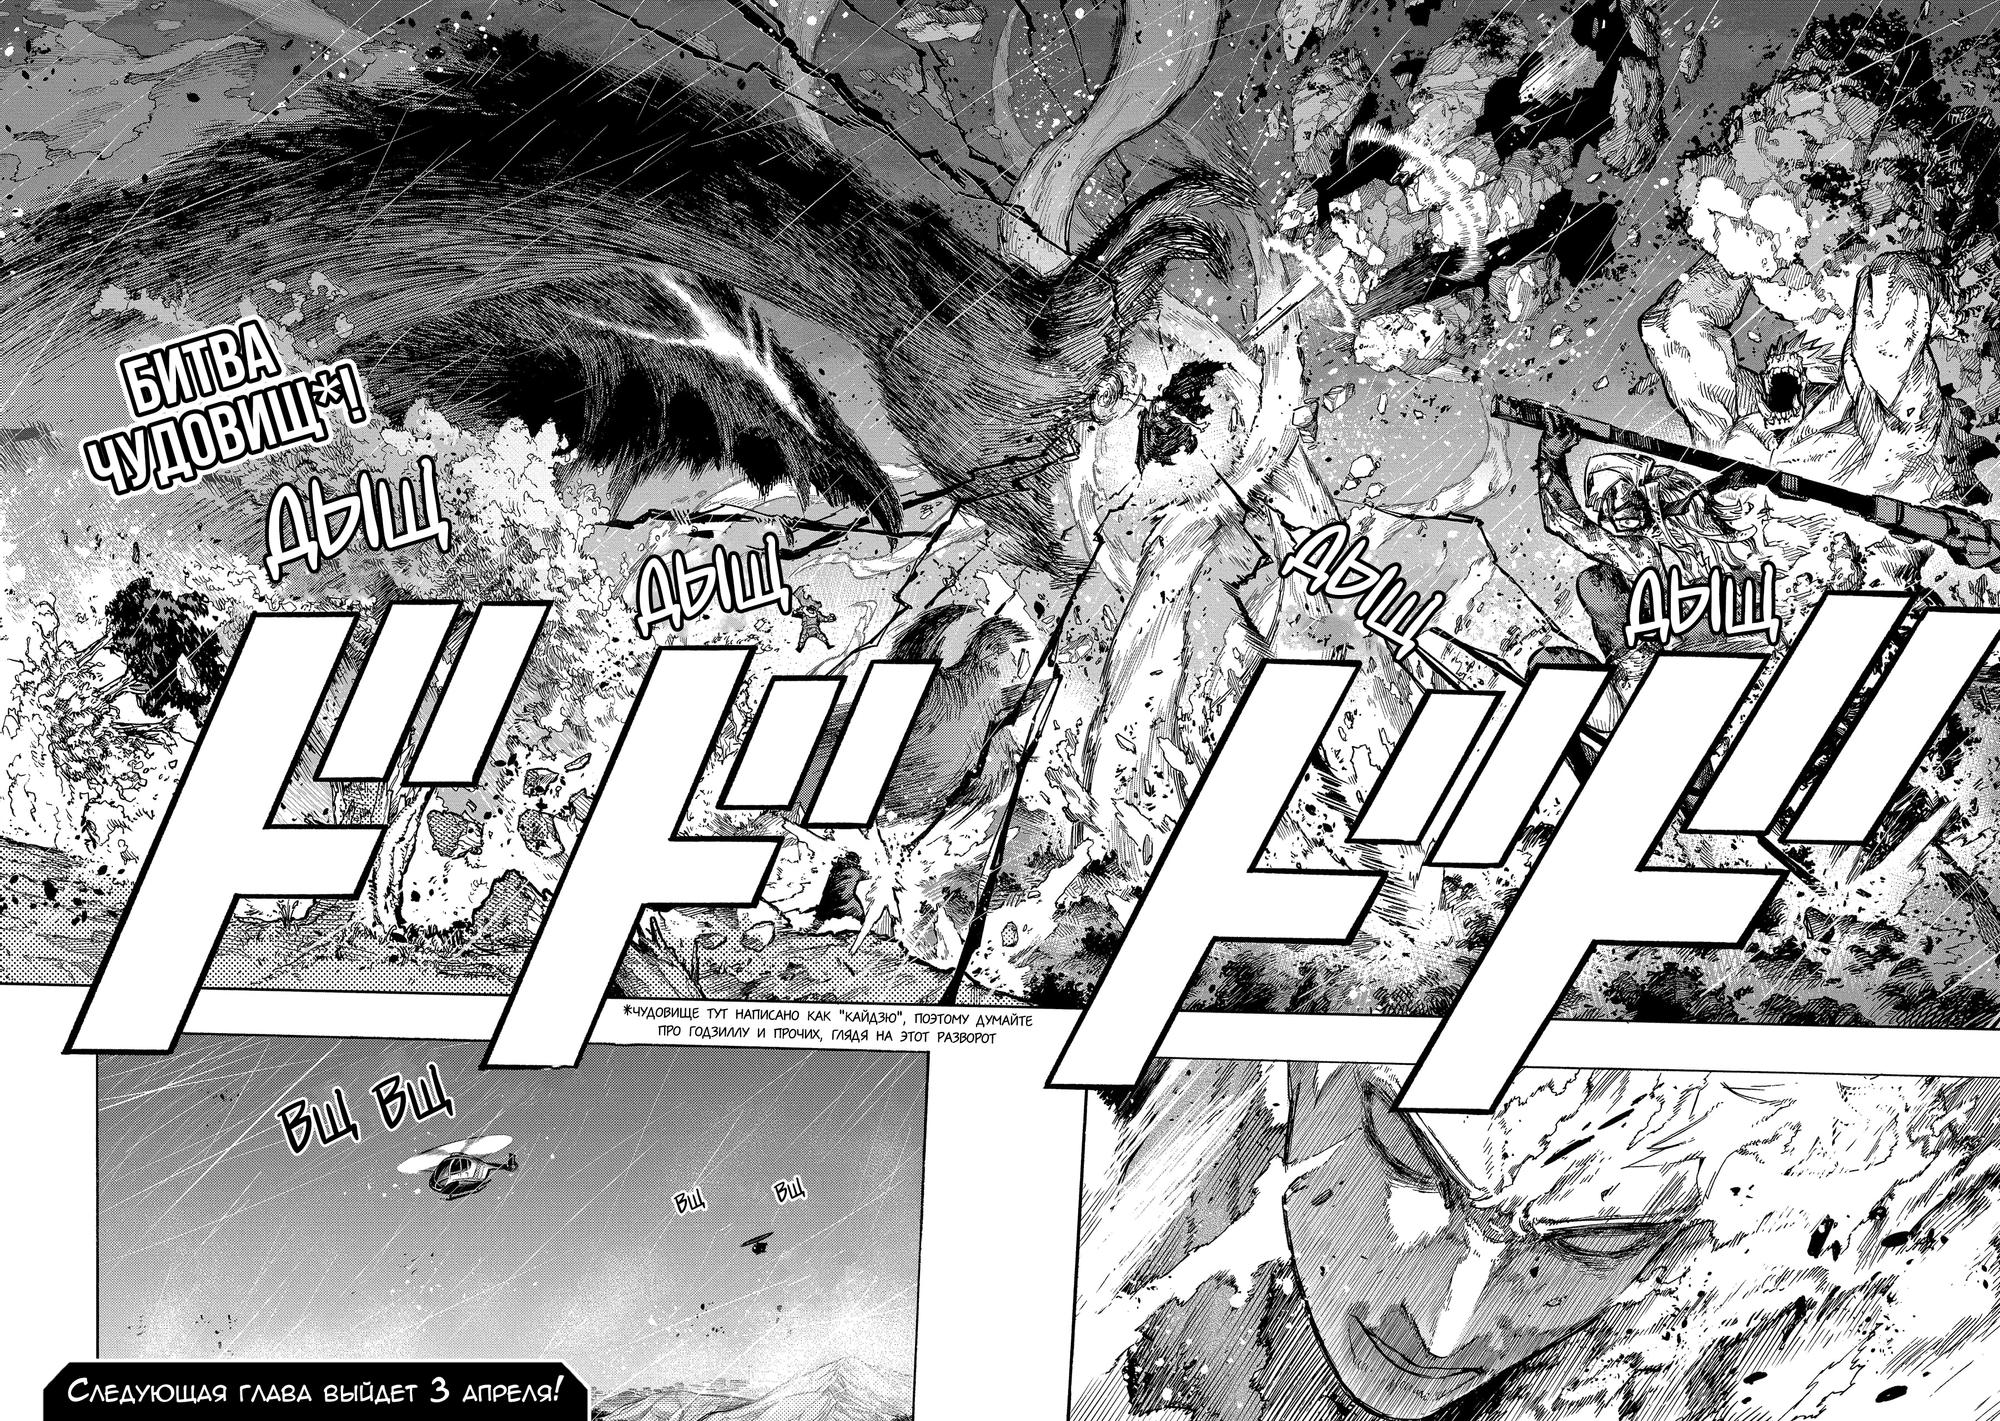 БИТВА
ЧУДОВИЩ*!
ДЫЩ
ДЫЩ
ДЫЩ
ДЫЩ
ドドドド
*ЧУДОВИЩЕ ТУТ НАПИСАНО КАК "КАЙДЗЮ", ПОЭТОМУ ДУМАЙТЕ
ПРО ГОДЗИЛЛУ И ПРОЧИХ, ГЛЯДЯ НА ЭТОТ РАЗВОРОТ
ВЩ ВЩ
ВЩ
ВЩ
СЛЕДУЮЩАЯ ГЛАВА ВЫЙДЕТ 3 АПРЕЛЯ!